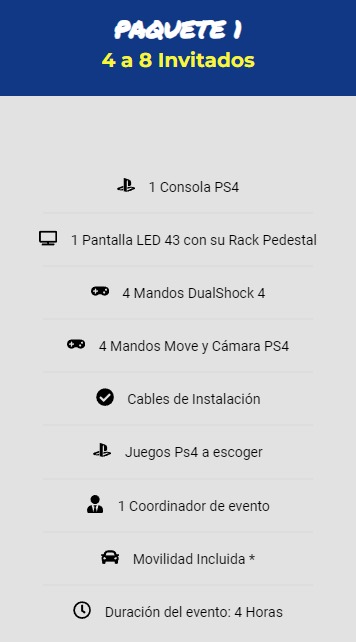 PAQUETE 1
4 a 8 Invitados
1 Consola PS4
1 Pantalla LED 43 con su Rack Pedestal
4 Mandos DualShock 4
4 Mandos Move y Cámara PS4
Cables de Instalación
Juegos Ps4 a escoger
1 Coordinador de evento
Movilidad Incluida *
Duración del evento: 4 Horas